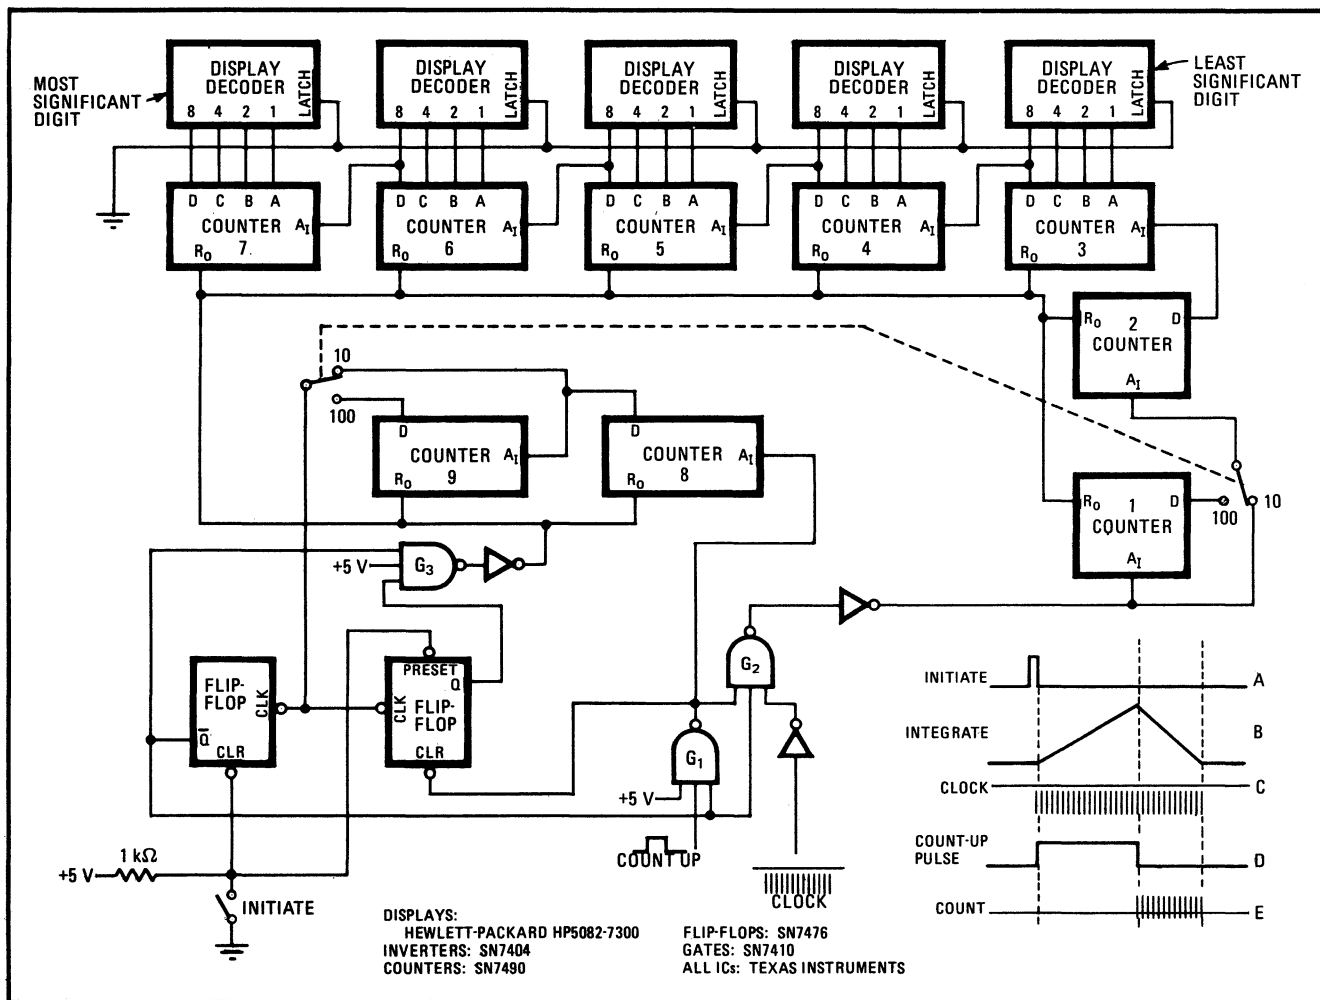 MOST
SIGNIFICANT
DIGIT
DISPLAY
DECODER
LATCH
8 4 2 1
DISPLAY
DECODER
LATCH
8 4 2 1
DISPLAY
DECODER
LATCH
8 4 2 1
DISPLAY
DECODER
LATCH
8 4 2 1
DISPLAY
DECODER
LATCH
8 4 2 1
LEAST
SIGNIFICANT
DIGIT
D C B A
COUNTER
7
AI
R0
D C B A
COUNTER
6
AI
R0
D C B A
COUNTER
5
AI
R0
D C B A
COUNTER
4
AI
R0
D C B A
COUNTER
3
AI
R0
R0 2 D
COUNTER
AI
10
100
D
COUNTER
9
AI
R0
D
COUNTER
8
AI
R0
R0 1 D
COUNTER
AI
100
10
+5 V
G3
FLIP-
FLOP
CLK
Q̅
CLR
PRESET
Q
CLK
FLIP-
FLOP
CLR
G2
G1
+5 V
COUNT UP
CLOCK
1 kΩ
+5 V
INITIATE
INITIATE A
INTEGRATE B
CLOCK C
COUNT-UP
PULSE D
COUNT E
DISPLAYS:
HEWLETT-PACKARD HP5082-7300
INVERTERS: SN7404
COUNTERS: SN7490
FLIP-FLOPS: SN7476
GATES: SN7410
ALL ICs: TEXAS INSTRUMENTS